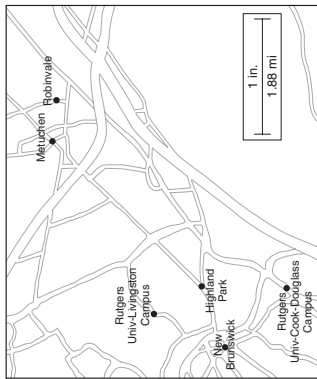 Robinvale
Metuchen
Rutgers
Univ-Livingston
Campus
Highland
Park
New
Brunswick
Rutgers
Univ-Cook-Douglass
Campus
1 in.
1.88 mi